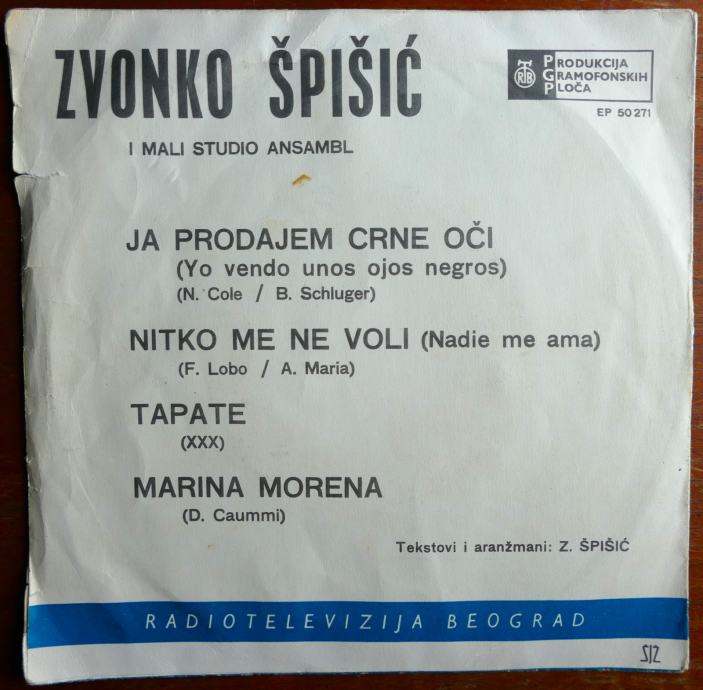 ZVONKO ŠPIŠIĆ
I MALI STUDIO ANSAMBL
RTB
PRODUKCIJA
GRAMOFONSKIH
PLOČA
EP 50 271
JA PRODAJEM CRNE OČI
(Yo vendo unos ojos negros)
(N. Cole / B. Schluger)
NITKO ME NE VOLI (Nadie me ama)
(F. Lobo / A. Maria)
TAPATE
(XXX)
MARINA MORENA
(D. Caummi)
Tekstovi i aranžmani: Z. ŠPIŠIĆ
RADIOTELEVIZIJA BEOGRAD
512